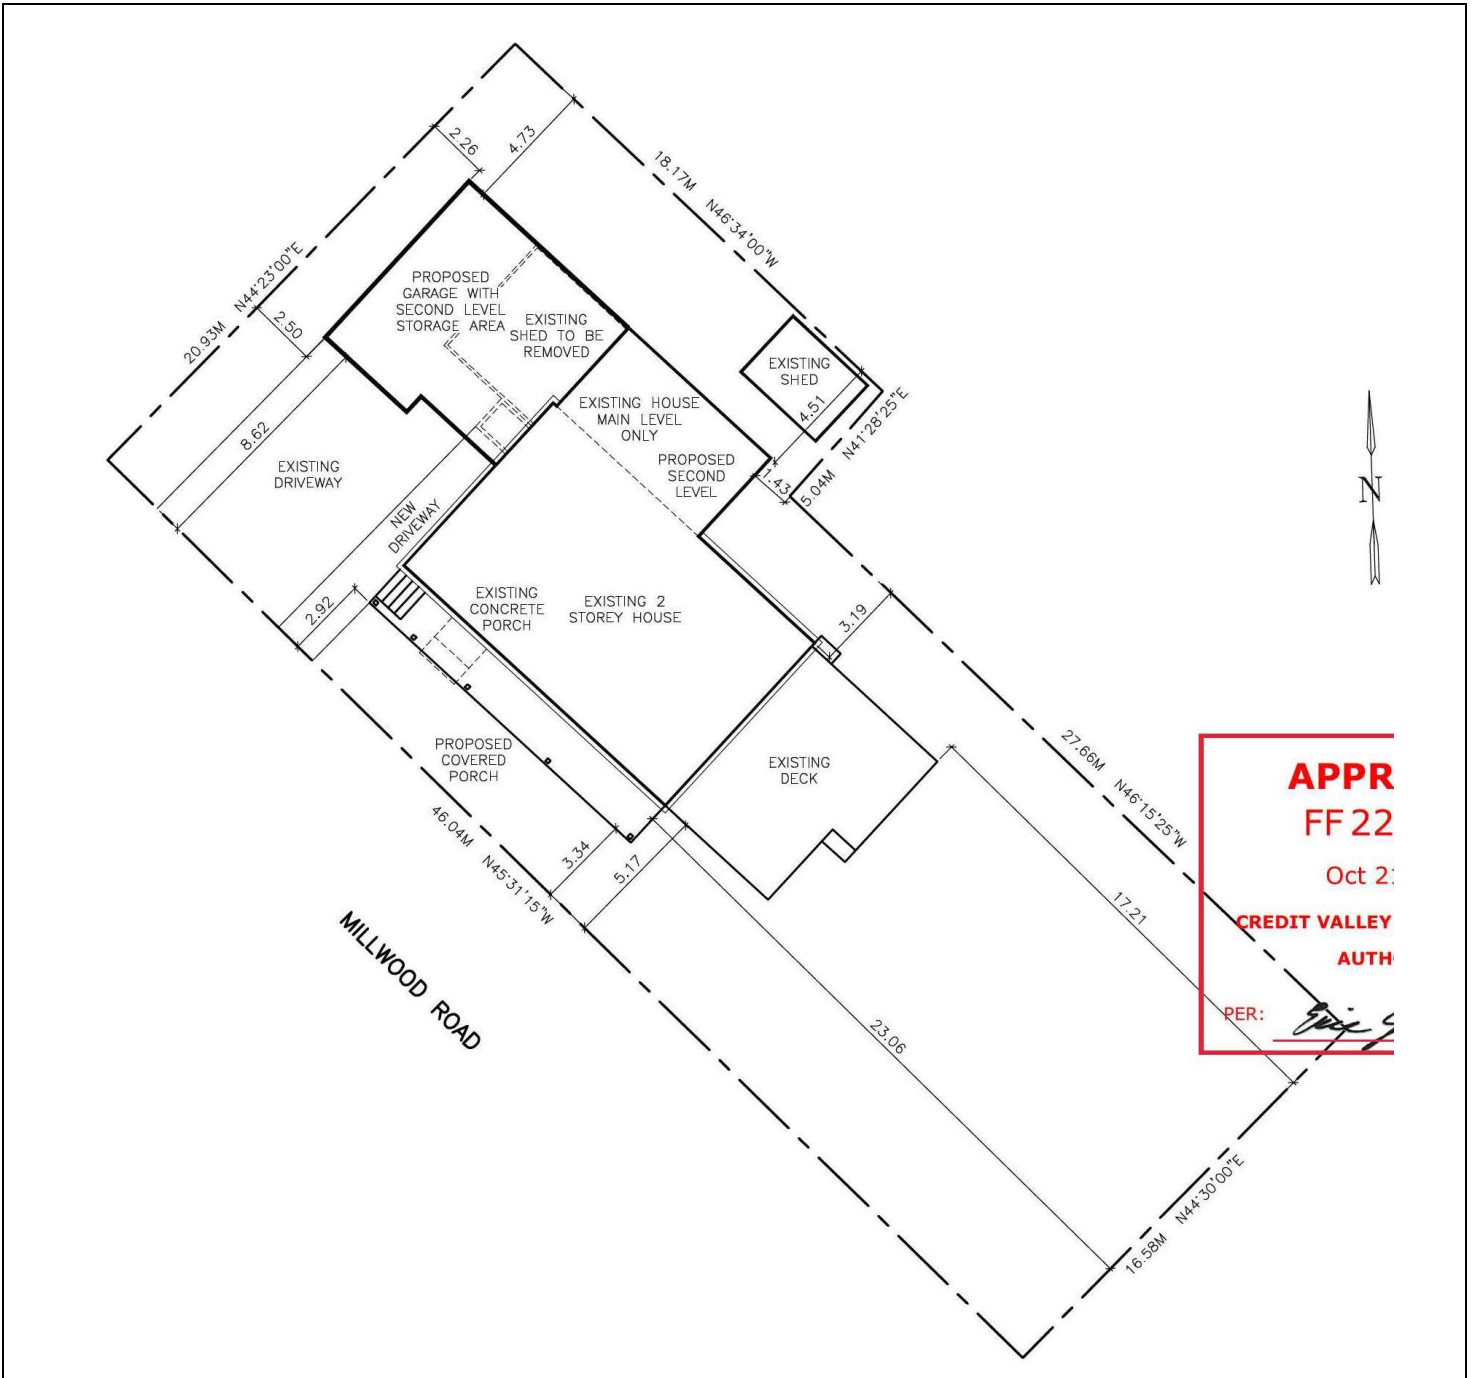 2.26
4.73
18.17M N46°34'00"W
20.93M N44°23'00"E
2.50
PROPOSED
GARAGE WITH
SECOND LEVEL
STORAGE AREA
EXISTING
SHED TO BE
REMOVED
EXISTING
SHED
4.51
5.04M N41°28'25"E
EXISTING HOUSE
MAIN LEVEL
ONLY
PROPOSED
SECOND
LEVEL
1.43
8.62
EXISTING
DRIVEWAY
NEW
DRIVEWAY
N
2.92
EXISTING
CONCRETE
PORCH
EXISTING 2
STOREY HOUSE
3.19
PROPOSED
COVERED
PORCH
EXISTING
DECK
27.66M N46°15'25"W
46.04M N45°31'15"W
3.34
5.17
17.21
23.06
MILLWOOD ROAD
16.58M N44°30'00"E
APPR
FF 22
Oct 21
CREDIT VALLEY
AUTH
PER: